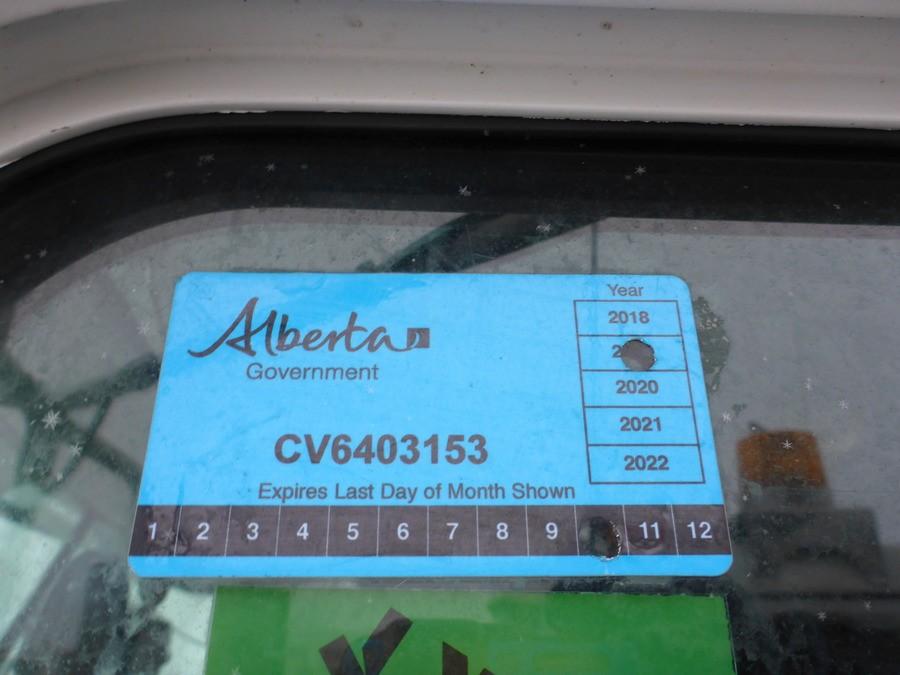 Alberta
Government
Year
2018
2
2020
2021
2022
CV6403153
Expires Last Day of Month Shown
1 2 3 4 5 6 7 8 9 11 12